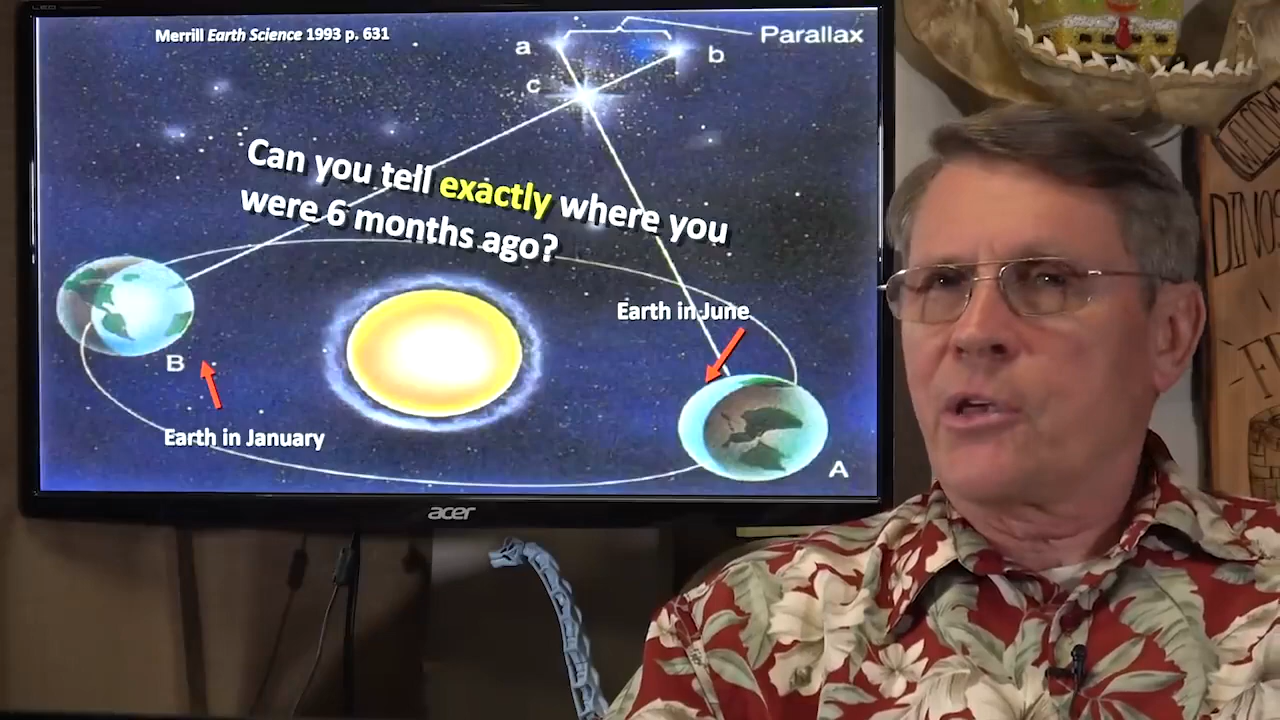 Merrill Earth Science 1993 p. 631
a
b
Parallax
c
Can you tell exactly where you
were 6 months ago?
Earth in June
B
Earth in January
A
acer
DINOS